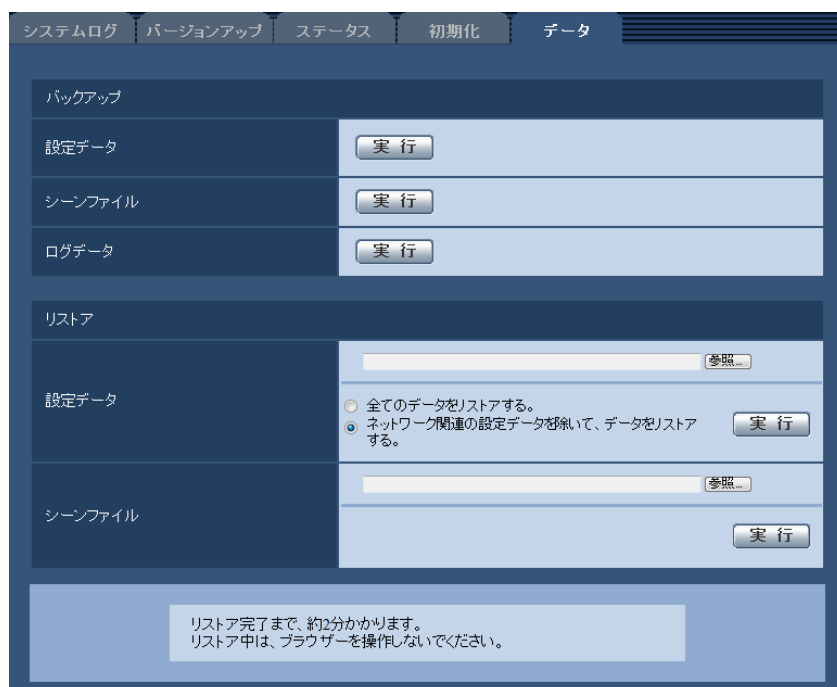 システムログ バージョンアップ ステータス 初期化 データ
バックアップ
設定データ 実 行
シーンファイル 実 行
ログデータ 実 行
リストア
参照...
設定データ
全てのデータをリストアする。
ネットワーク関連の設定データを除いて、データをリストア
する。
実 行
参照...
シーンファイル
実 行
リストア完了まで、約2分かかります。
リストア中は、ブラウザーを操作しないでください。